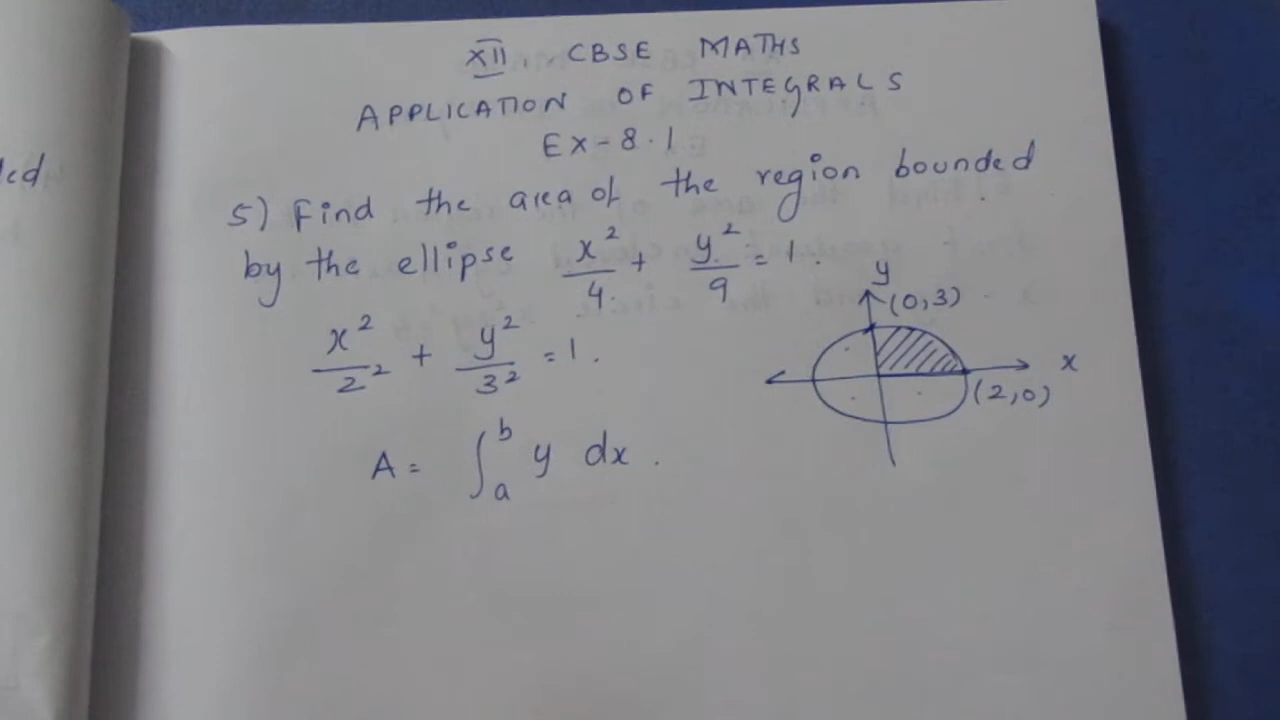 XII CBSE MATHS
APPLICATION OF INTEGRALS
EX-8.1
5) Find the area of the region bounded
by the ellipse x²/4 + y²/9 = 1.
x²/2² + y²/3² = 1.
A = ∫ₐᵇ y dx.
y
(0,3)
x
(2,0)